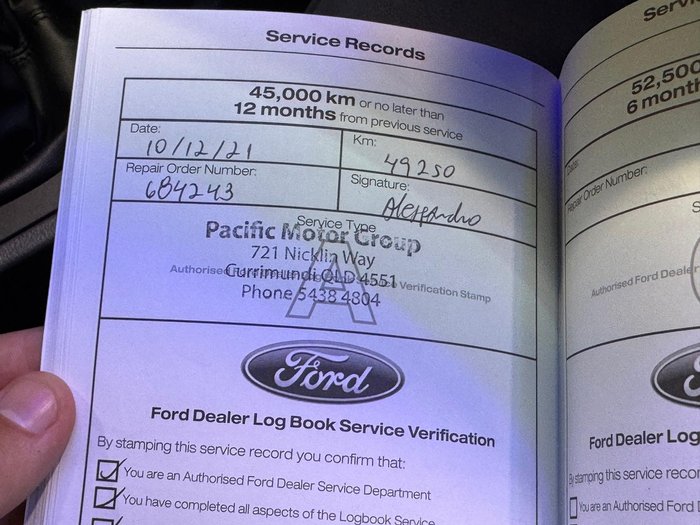 Service Records
45,000 km or no later than
12 months from previous service
Date:
10/12/21
Km:
49250
Repair Order Number:
684243
Signature:
Alessandro
Service Type
A
Pacific Motor Group
721 Nicklin Way
Currimundi QLD 4551
Phone 5438 4804
Authorised Verification Stamp
Ford
Ford Dealer Log Book Service Verification
By stamping this service record you confirm that:
You are an Authorised Ford Dealer Service Department
You have completed all aspects of the Logbook Service
52,500
6 month
Date:
Repair Order Number:
Authorised Ford Dealer
Ford Dealer Log
By stamping this service recor
You are an Authorised Ford